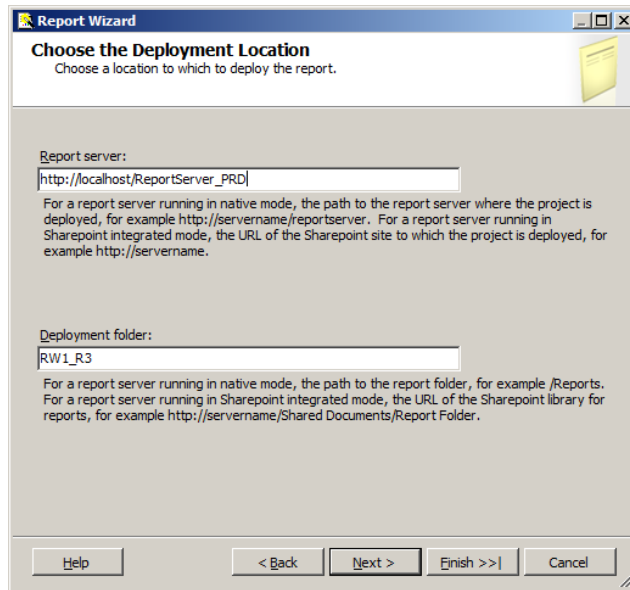 Report Wizard
Choose the Deployment Location
Choose a location to which to deploy the report.
Report server:
http://localhost/ReportServer_PRD
For a report server running in native mode, the path to the report server where the project is
deployed, for example http://servername/reportserver.  For a report server running in
Sharepoint integrated mode, the URL of the Sharepoint site to which the project is deployed, for
example http://servername.
Deployment folder:
RW1_R3
For a report server running in native mode, the path to the report folder, for example /Reports.
For a report server running in Sharepoint integrated mode, the URL of the Sharepoint library for
reports, for example http://servername/Shared Documents/Report Folder.
Help < Back Next > Finish >>| Cancel